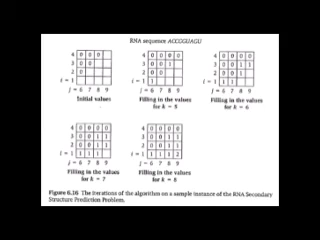 RNA sequence ACCGGUAGU
4 0 0 0
3 0 0
2 0
i = 1
j = 6 7 8 9
Initial values
4 0 0 0 0
3 0 0 1
2 0 0
i = 1 1
j = 6 7 8 9
Filling in the values
for k = 5
4 0 0 0 0
3 0 0 1 1
2 0 0 1
i = 1 1 1
j = 6 7 8 9
Filling in the values
for k = 6
4 0 0 0 0
3 0 0 1 1
2 0 0 1 1
i = 1 1 1 1
j = 6 7 8 9
Filling in the values
for k = 7
4 0 0 0 0
3 0 0 1 1
2 0 0 1 1
i = 1 1 1 1 2
j = 6 7 8 9
Filling in the values
for k = 8
Figure 6.16 The iterations of the algorithm on a sample instance of the RNA Secondary
Structure Prediction Problem.